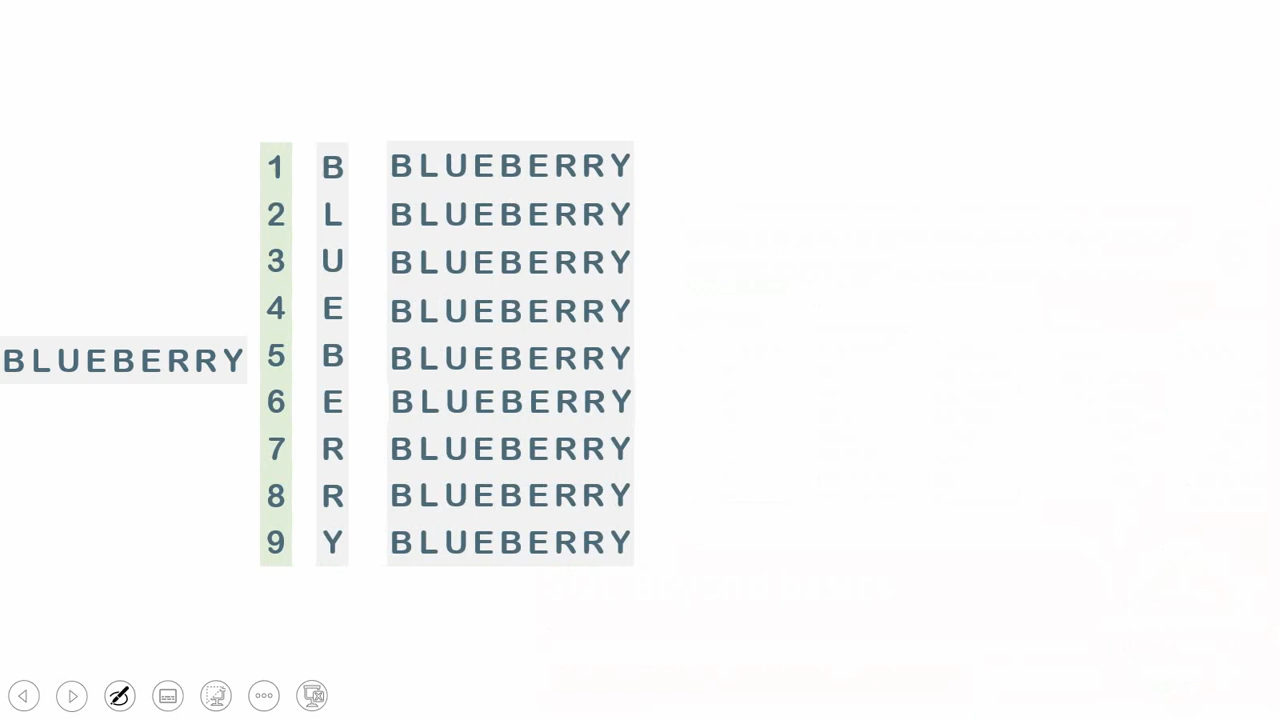 1 B BLUEBERRY
2 L BLUEBERRY
3 U BLUEBERRY
4 E BLUEBERRY
BLUEBERRY 5 B BLUEBERRY
6 E BLUEBERRY
7 R BLUEBERRY
8 R BLUEBERRY
9 Y BLUEBERRY